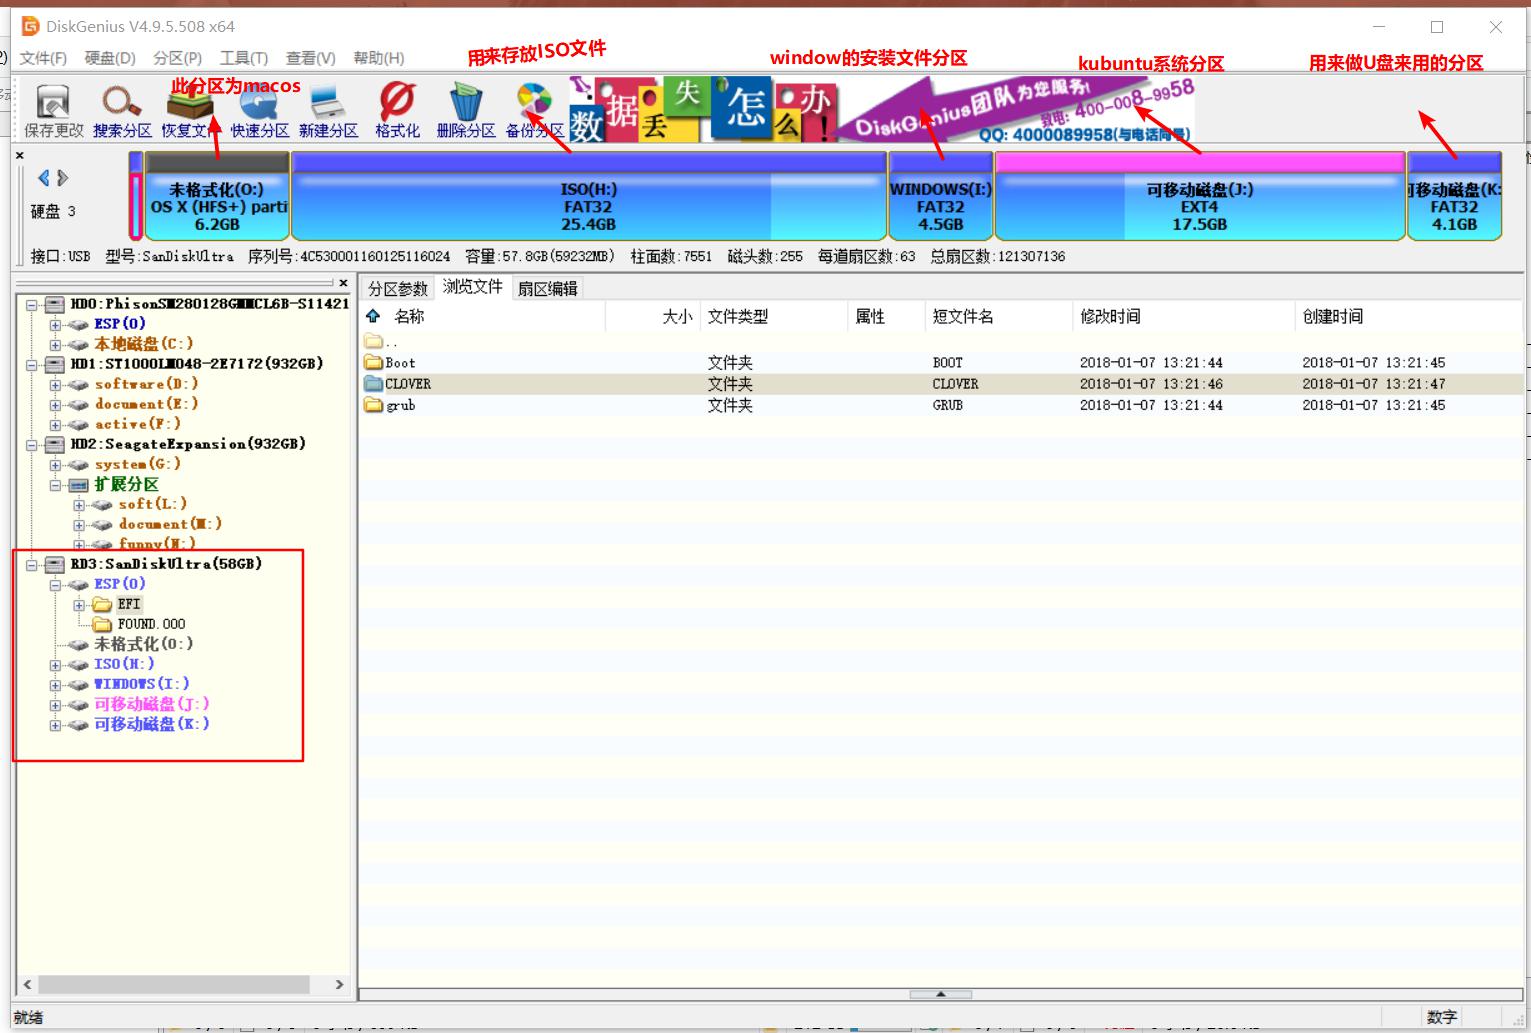 DiskGenius V4.9.5.508 x64
文件(F) 硬盘(D) 分区(P) 工具(T) 查看(V) 帮助(H)
用来存放ISO文件
window的安装文件分区
kubuntu系统分区
用来做U盘来用的分区
此分区为macos
保存更改 搜索分区 恢复文 快速分区 新建分区 格式化 删除分区 备份分区
数据丢失怎么办!
DiskGenius团队为您服务!
致电: 400-008-9958
QQ: 4000089958(与电话同号)
硬盘 3
未格式化(O:)
OS X (HFS+) parti
6.2GB
ISO(H:)
FAT32
25.4GB
WINDOWS(I:)
FAT32
4.5GB
可移动磁盘(J:)
EXT4
17.5GB
可移动磁盘(K:
FAT32
4.1GB
接口:USB 型号:SanDiskUltra 序列号:4C530001160125116024 容量:57.8GB(59232MB) 柱面数:7551 磁头数:255 每道扇区数:63 总扇区数:121307136
HD0:PhisonSM280128GMMCL6B-S11421
ESP(0)
本地磁盘(C:)
HD1:ST1000LM048-2E7172(932GB)
software(D:)
document(E:)
active(F:)
HD2:SeagateExpansion(932GB)
system(G:)
扩展分区
soft(L:)
document(M:)
funny(N:)
RD3:SanDiskUltra(58GB)
ESP(0)
EFI
FOUND.000
未格式化(O:)
ISO(H:)
WINDOWS(I:)
可移动磁盘(J:)
可移动磁盘(K:)
分区参数 浏览文件 扇区编辑
名称 大小 文件类型 属性 短文件名 修改时间 创建时间
..
Boot 文件夹 BOOT 2018-01-07 13:21:44 2018-01-07 13:21:45
CLOVER 文件夹 CLOVER 2018-01-07 13:21:46 2018-01-07 13:21:47
grub 文件夹 GRUB 2018-01-07 13:21:44 2018-01-07 13:21:45
就绪
数字